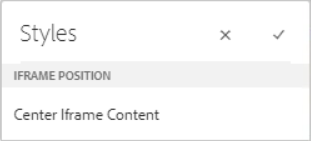 Styles
IFRAME POSITION
Center Iframe Content